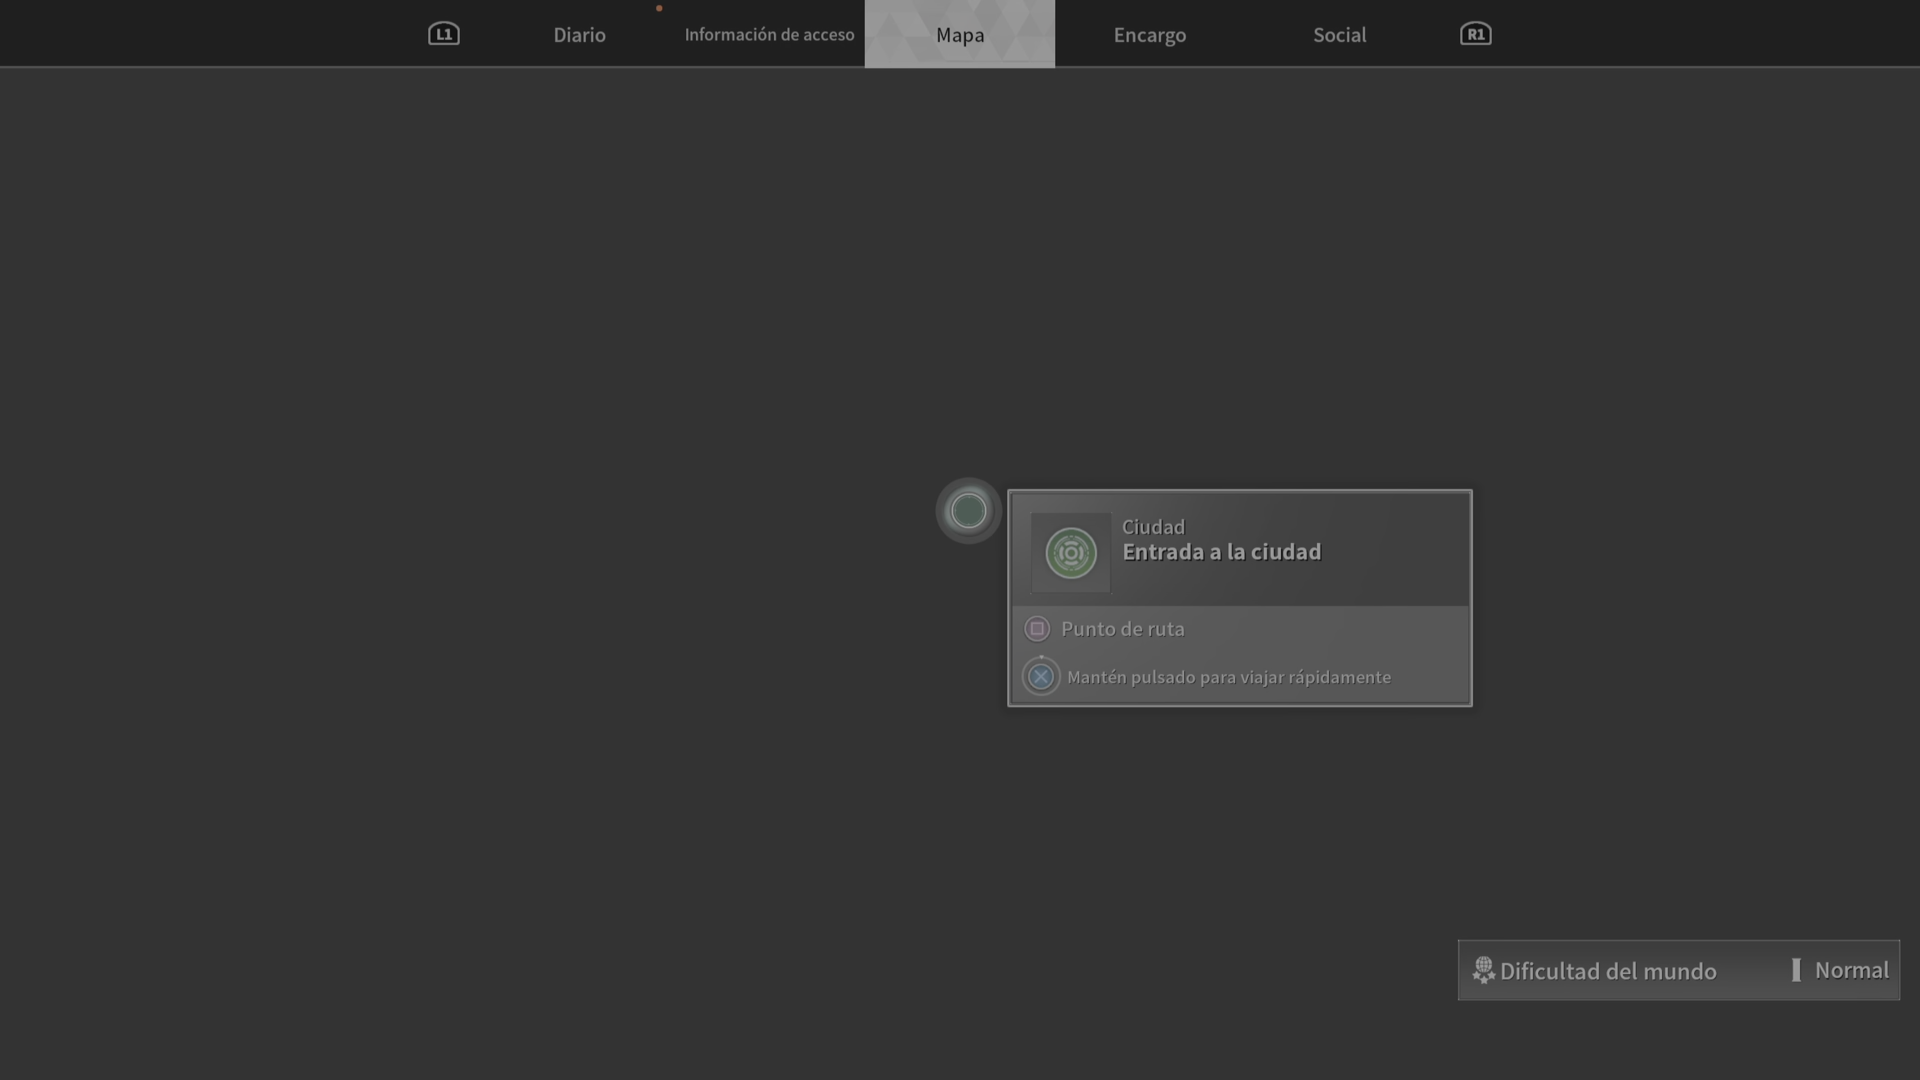 L1
Diario
Información de acceso
Mapa
Encargo
Social
R1
Ciudad
Entrada a la ciudad
Punto de ruta
Mantén pulsado para viajar rápidamente
Dificultad del mundo
I Normal